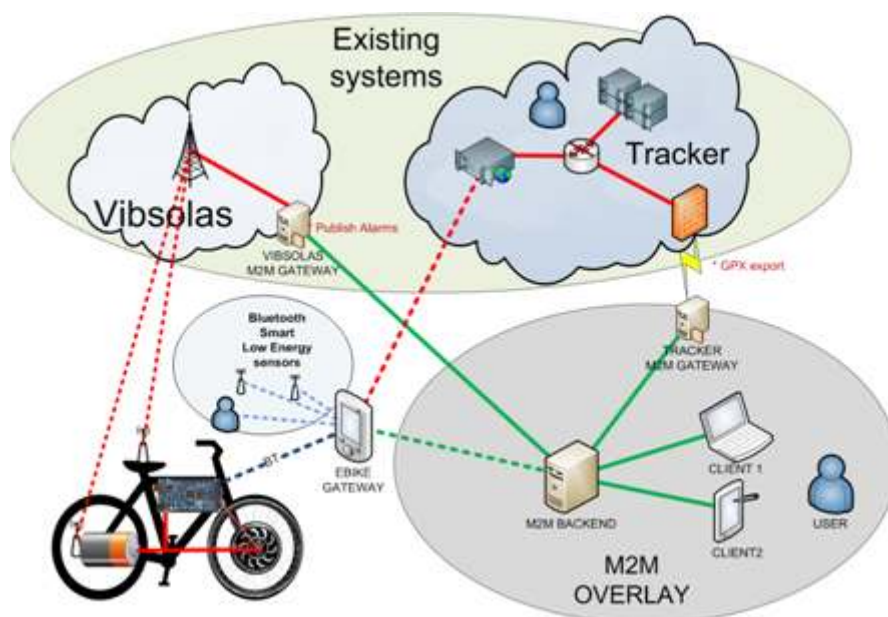 Existing
systems
Tracker
Vibsolas
* Publish Alarms
VIBSOLAS
M2M GATEWAY
* GPX export
Bluetooth
Smart
Low Energy
sensors
TRACKER
M2M GATEWAY
BT
EBIKE
GATEWAY
CLIENT 1
M2M BACKEND
CLIENT2
USER
M2M
OVERLAY